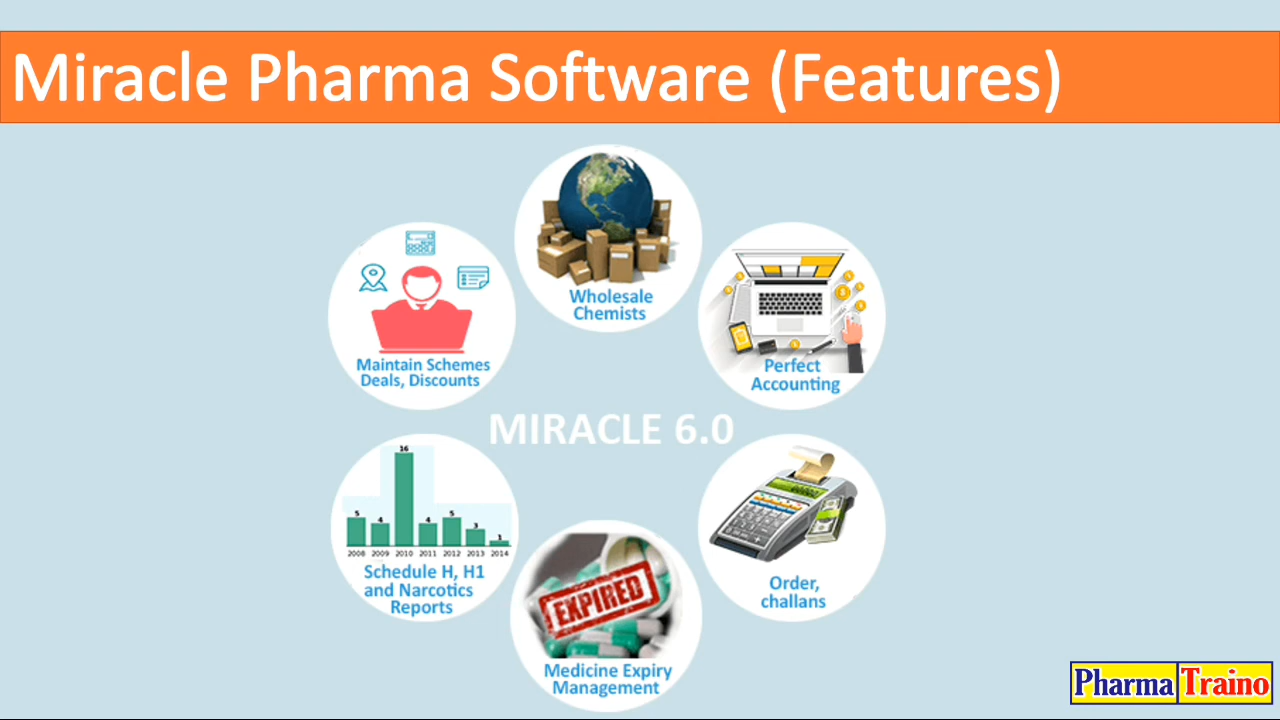 Miracle Pharma Software (Features)
Wholesale
Chemists
Maintain Schemes
Deals, Discounts
Perfect
Accounting
MIRACLE 6.0
16
5
4
4
5
3
1
2008 2009 2010 2011 2012 2013 2014
Schedule H, H1
and Narcotics
Reports
Order,
challans
EXPIRED
Medicine Expiry
Management
Pharma Traino